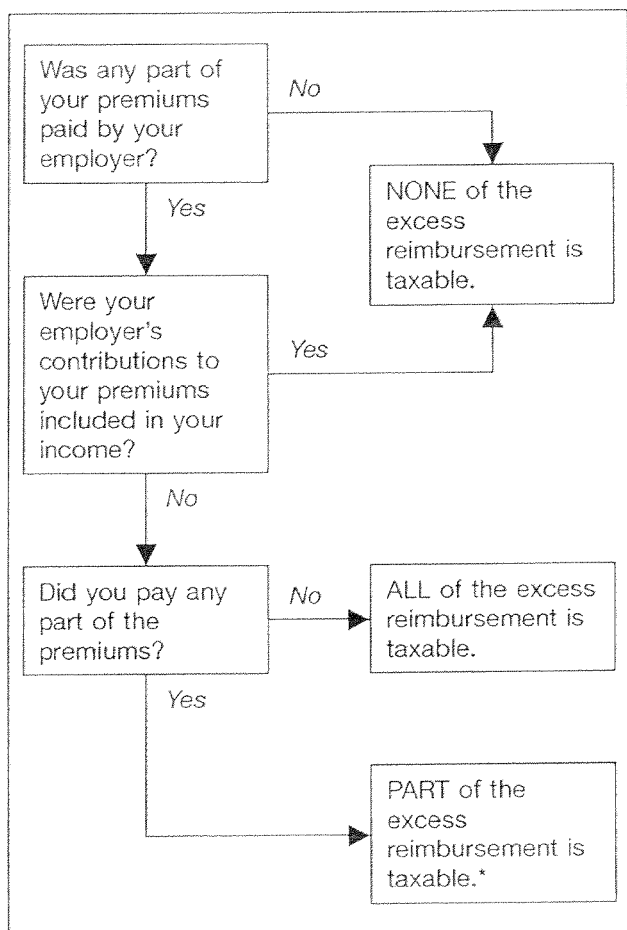 Was any part of
your premiums
paid by your
employer?
No
Yes
NONE of the
excess
reimbursement is
taxable.
Were your
employer's
contributions to
your premiums
included in your
income?
Yes
No
Did you pay any
part of the
premiums?
No
ALL of the excess
reimbursement is
taxable.
Yes
PART of the
excess
reimbursement is
taxable.*